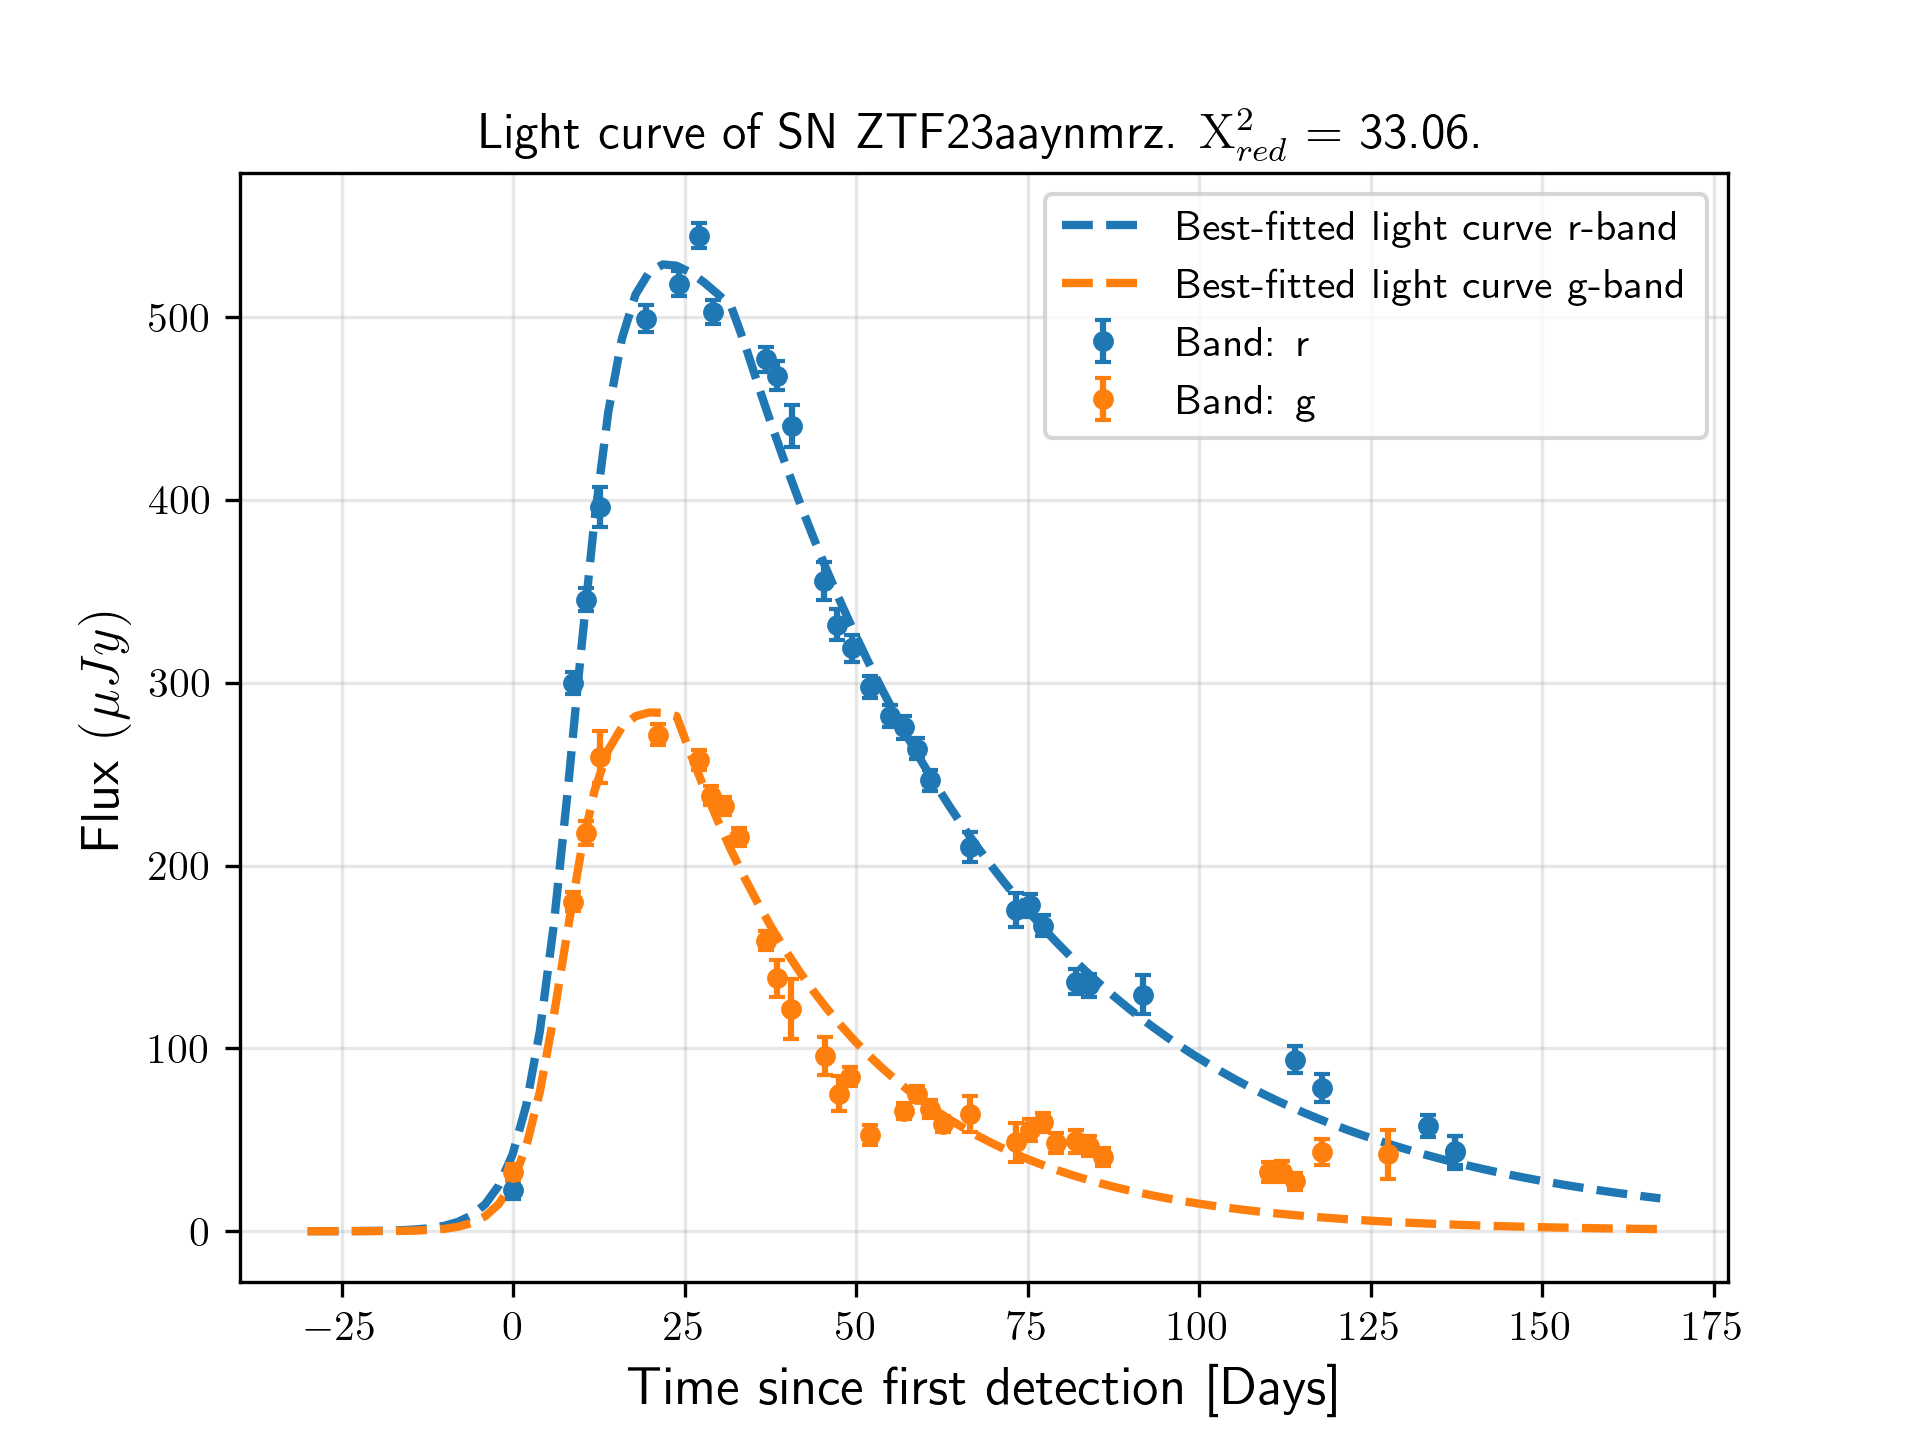 Light curve of SN ZTF23aaynmrz. X²_red = 33.06.
Best-fitted light curve r-band
Best-fitted light curve g-band
Band: r
Band: g
Flux (μJy)
500
400
300
200
100
0
−25 0 25 50 75 100 125 150 175
Time since first detection [Days]